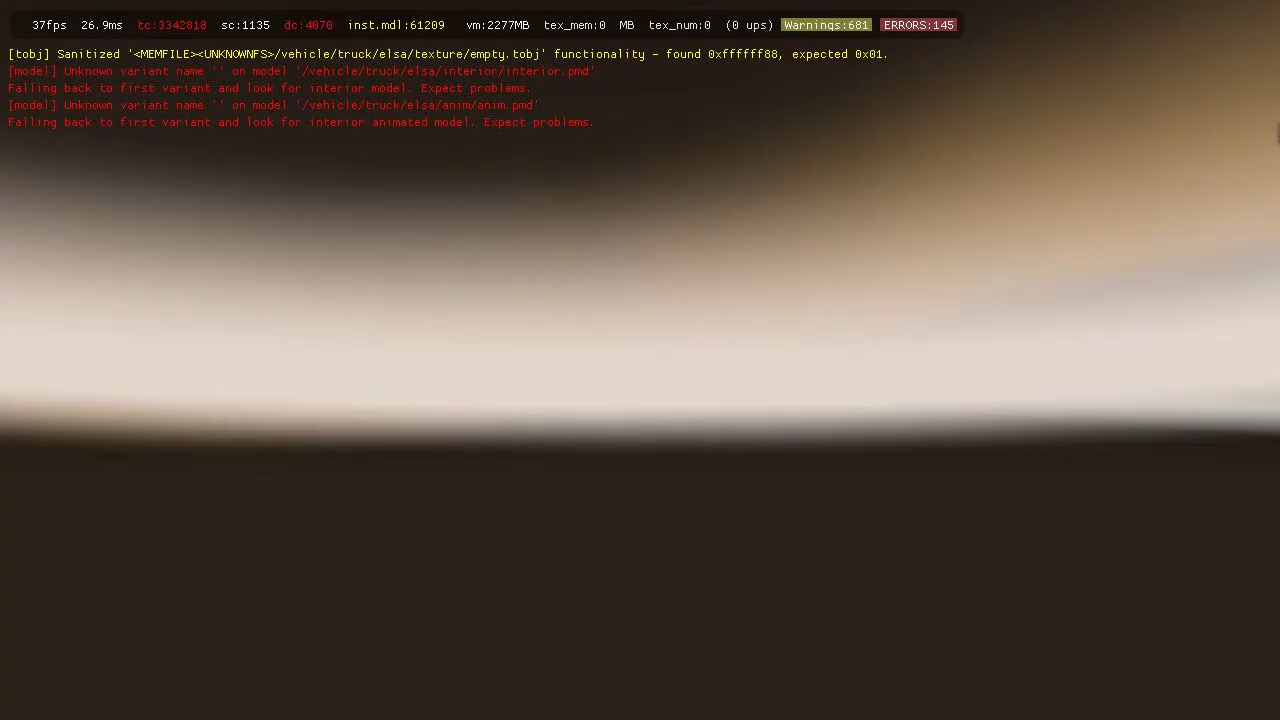 37fps 26.9ms tc:3342818 sc:1135 dc:4070 inst.mdl:61209 vm:2277MB tex_mem:0 MB tex_num:0 (0 ups) Warnings:681 ERRORS:145
[tobj] Sanitized '<MEMFILE><UNKNOWNFS>/vehicle/truck/elsa/texture/empty.tobj' functionality - found 0xffffff88, expected 0x01.
[model] Unknown variant name '' on model '/vehicle/truck/elsa/interior/interior.pmd'
Falling back to first variant and look for interior model. Expect problems.
[model] Unknown variant name '' on model '/vehicle/truck/elsa/anim/anim.pmd'
Falling back to first variant and look for interior animated model. Expect problems.